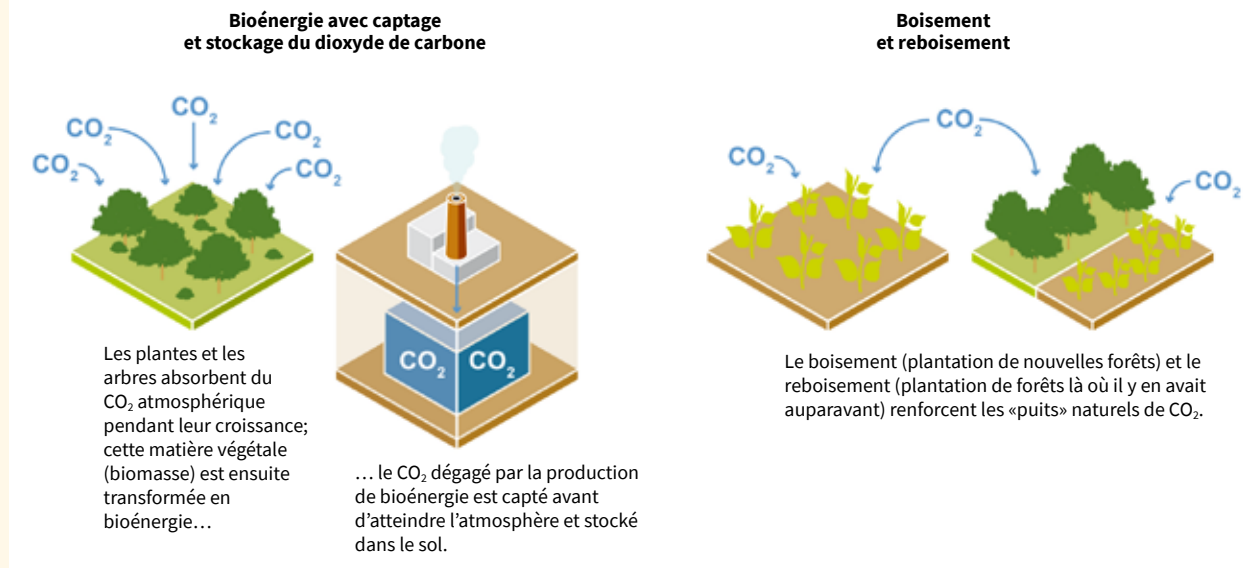 Bioénergie avec captage
et stockage du dioxyde de carbone
CO₂
CO₂
CO₂
CO₂
CO₂
Les plantes et les
arbres absorbent du
CO₂ atmosphérique
pendant leur croissance;
cette matière végétale
(biomasse) est ensuite
transformée en
bioénergie…
CO₂
CO₂
… le CO₂ dégagé par la production
de bioénergie est capté avant
d’atteindre l’atmosphère et stocké
dans le sol.
Boisement
et reboisement
CO₂
CO₂
CO₂
Le boisement (plantation de nouvelles forêts) et le
reboisement (plantation de forêts là où il y en avait
auparavant) renforcent les «puits» naturels de CO₂.